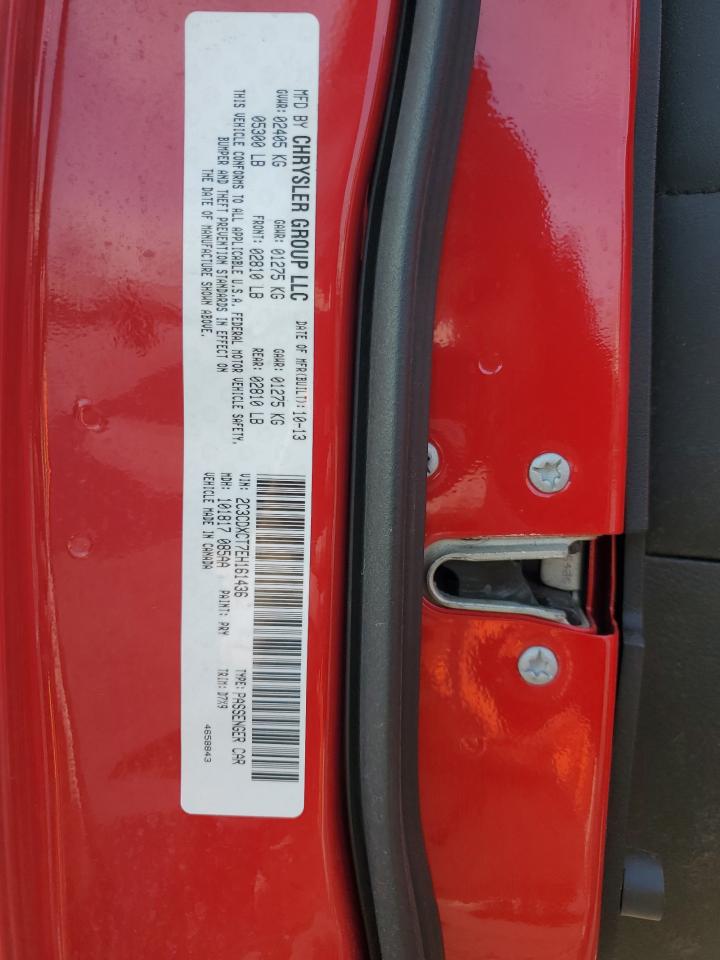 MFD BY CHRYSLER GROUP LLC DATE OF MFR(BUILT): 10-13
GVWR: 02405 KG GAWR: 01275 KG GAWR: 01275 KG
05300 LB FRONT: 02810 LB REAR: 02810 LB
THIS VEHICLE CONFORMS TO ALL APPLICABLE U.S.A. FEDERAL MOTOR VEHICLE SAFETY,
BUMPER AND THEFT PREVENTION STANDARDS IN EFFECT ON
THE DATE OF MANUFACTURE SHOWN ABOVE.
VIN: 2C3CDXCT7EH161436 TYPE: PASSENGER CAR
MDH: 101817 085AA PAINT: PRY TRIM: D7X9
VEHICLE MADE IN CANADA 4658843